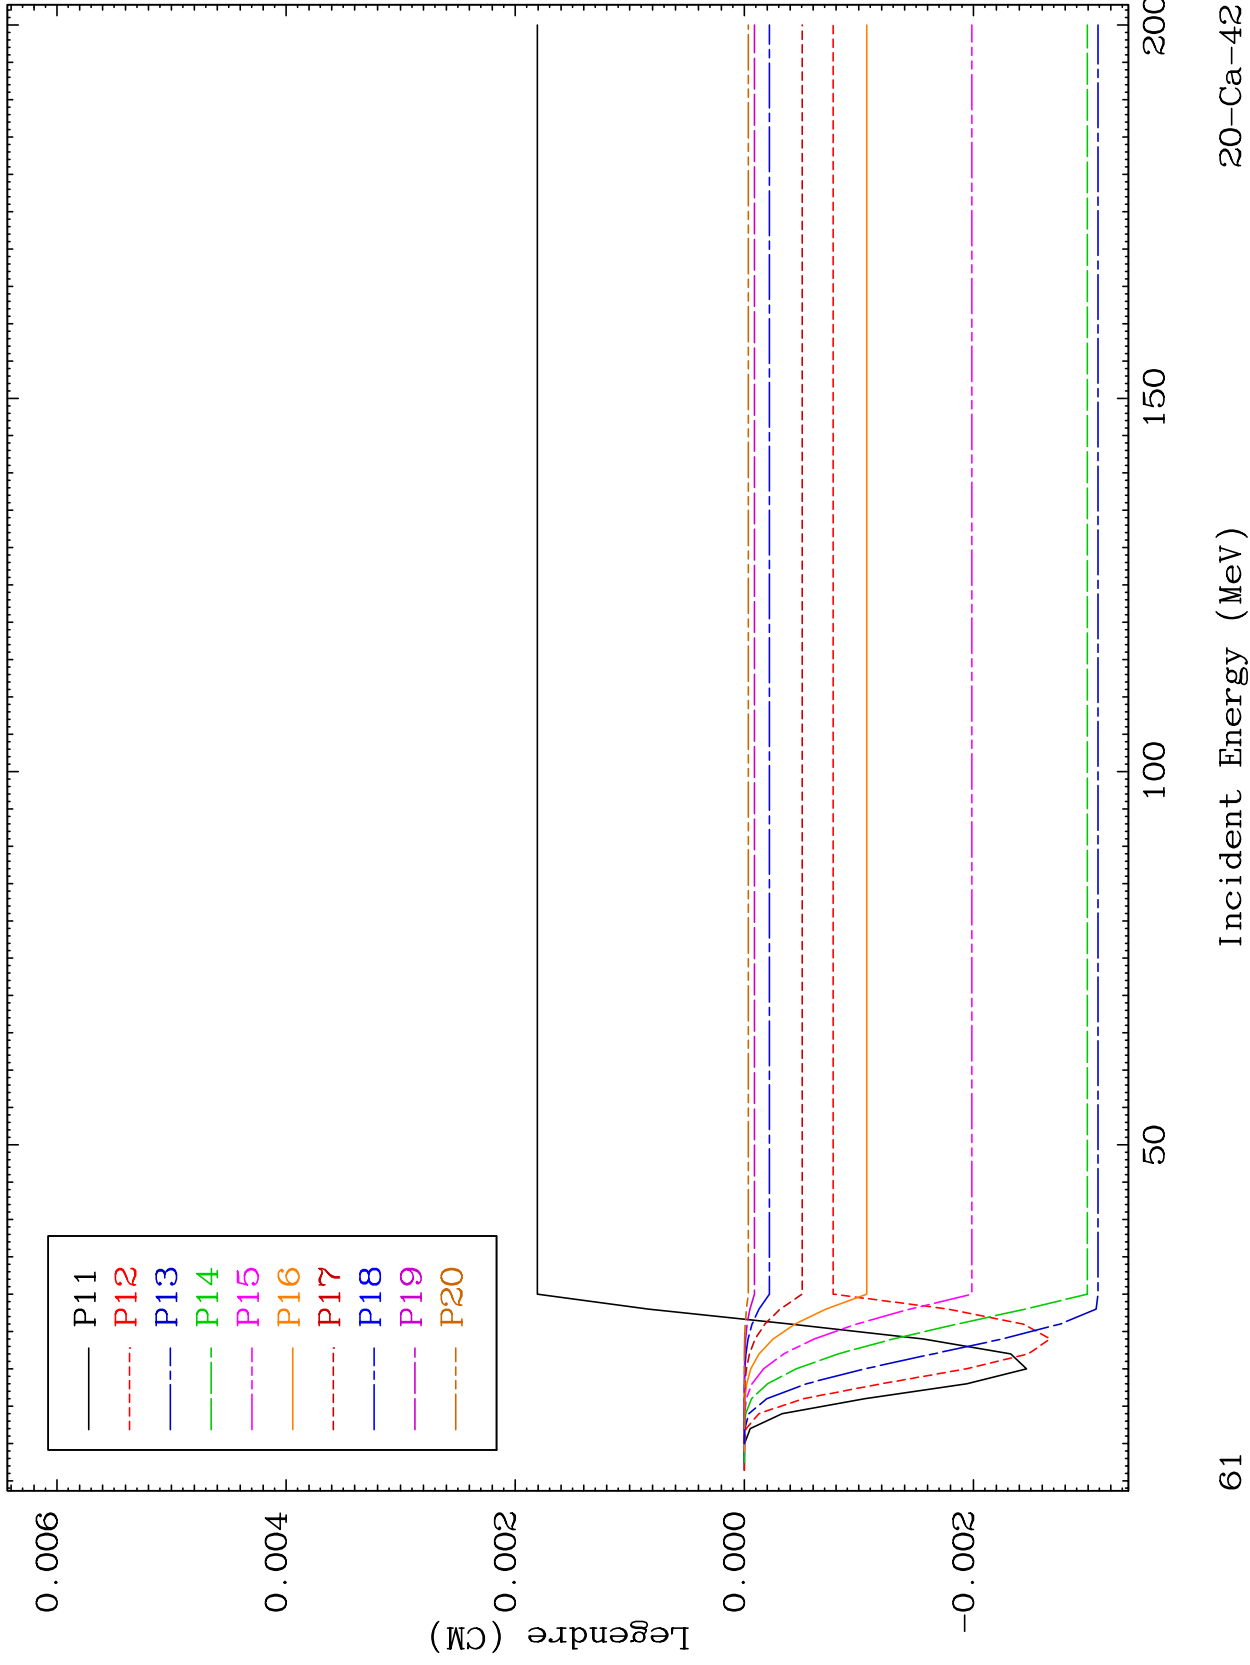 0.006
0.004
0.002
0.000
-0.002
Legendre (CM)
P11
P12
P13
P14
P15
P16
P17
P18
P19
P20
50
100
150
200
Incident Energy (MeV)
61
20-Ca-42